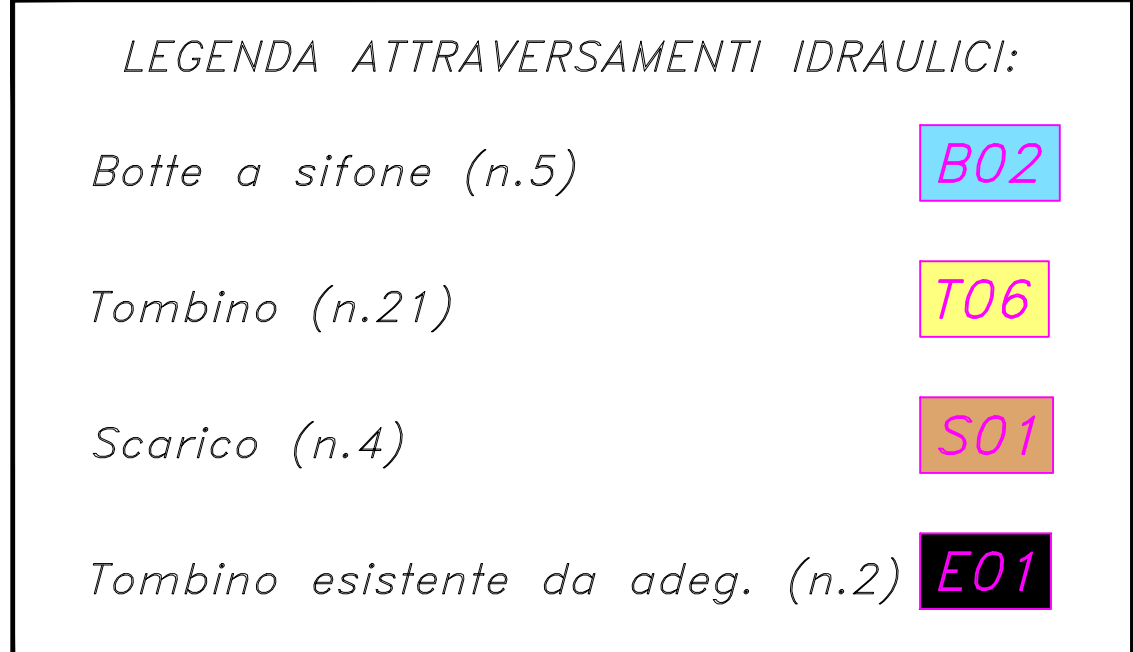 LEGENDA ATTRAVERSAMENTI IDRAULICI:
Botte a sifone (n.5) B02
Tombino (n.21) T06
Scarico (n.4) S01
Tombino esistente da adeg. (n.2) E01